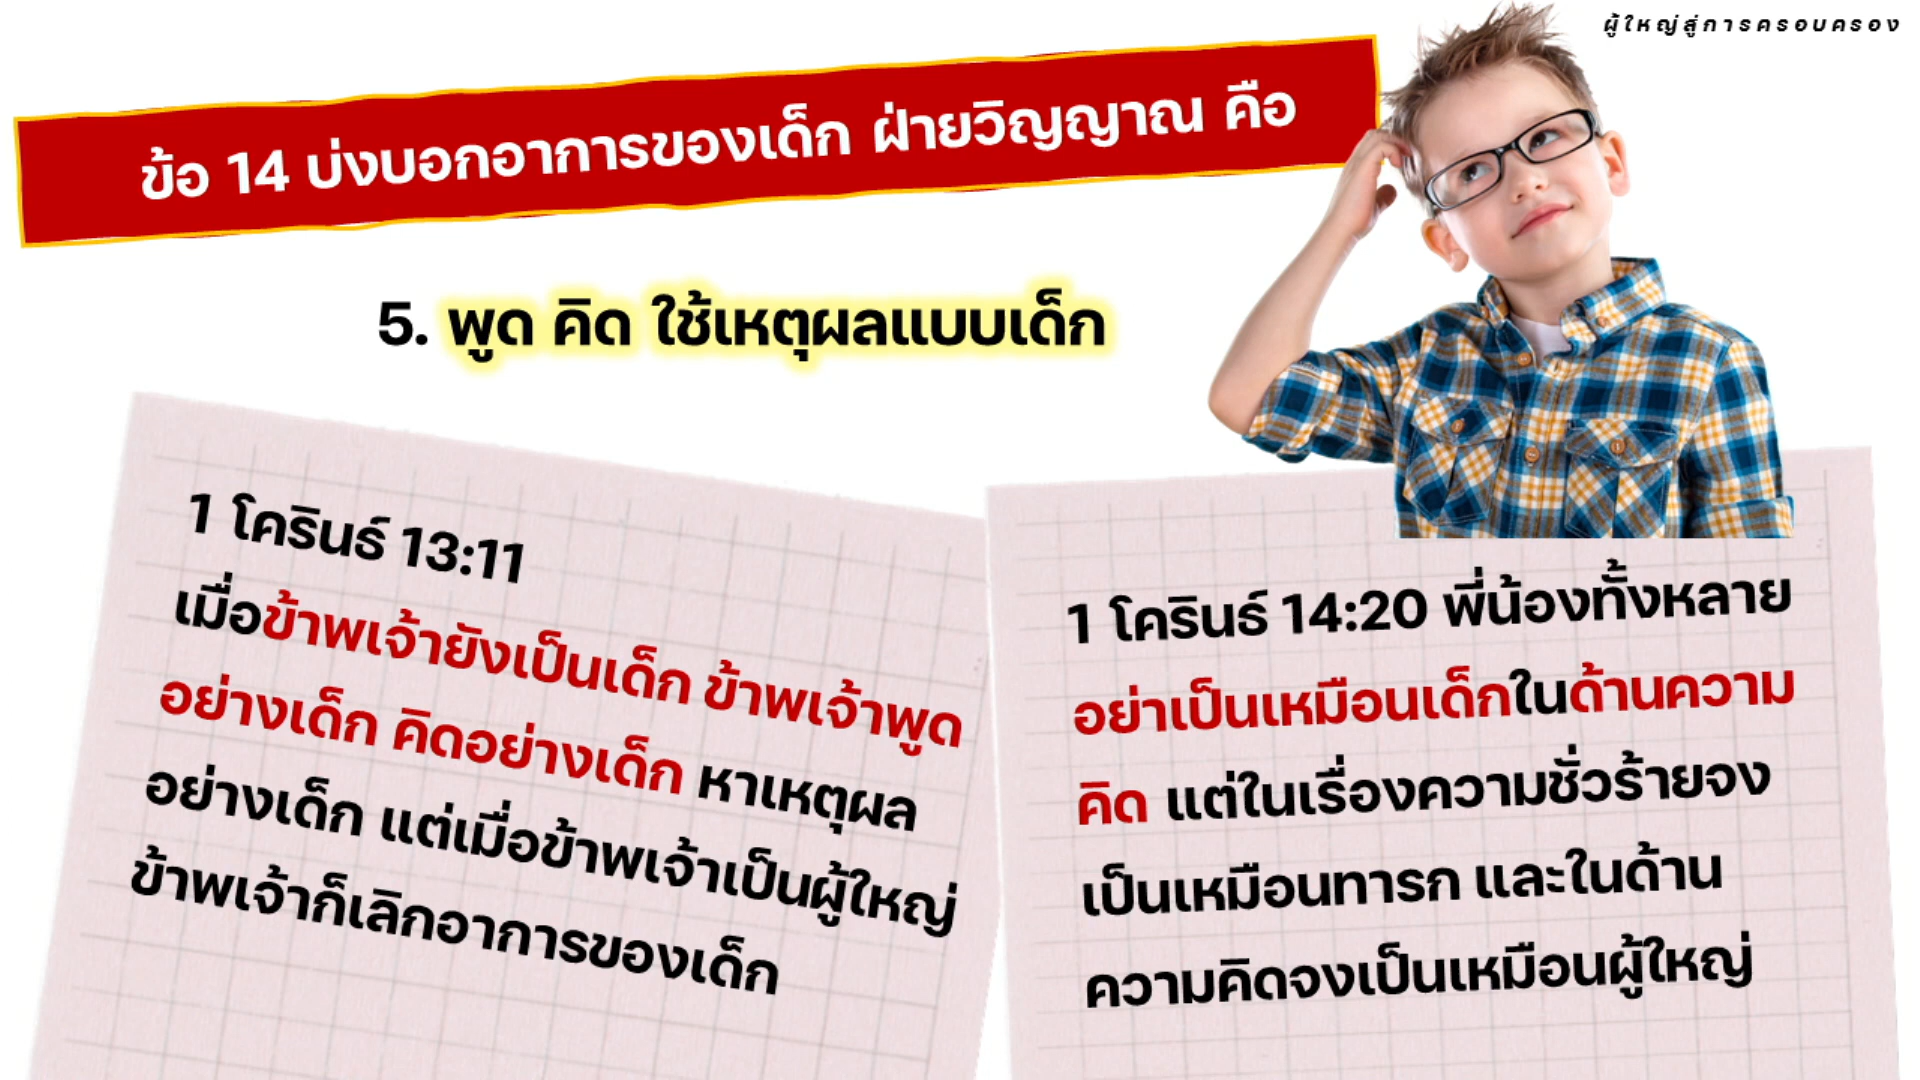 ผู้ใหญ่สู่การครอบครอง
ข้อ 14 บ่งบอกอาการของเด็ก ฝ่ายวิญญาณ คือ
5. พูด คิด ใช้เหตุผลแบบเด็ก
1 โครินธ์ 13:11
เมื่อข้าพเจ้ายังเป็นเด็ก ข้าพเจ้าพูด
อย่างเด็ก คิดอย่างเด็ก หาเหตุผล
อย่างเด็ก แต่เมื่อข้าพเจ้าเป็นผู้ใหญ่
ข้าพเจ้าก็เลิกอาการของเด็ก
1 โครินธ์ 14:20 พี่น้องทั้งหลาย
อย่าเป็นเหมือนเด็กในด้านความ
คิด แต่ในเรื่องความชั่วร้ายจง
เป็นเหมือนทารก และในด้าน
ความคิดจงเป็นเหมือนผู้ใหญ่